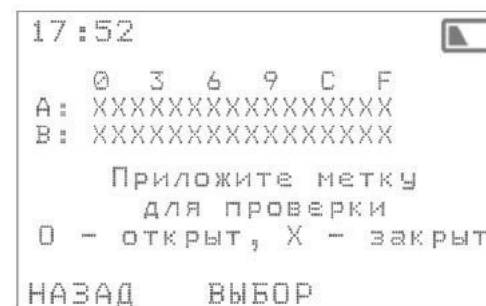 17:52
0 3 6 9 C F
A: XXXXXXXXXXXXXXXX
B: XXXXXXXXXXXXXXXX
Приложите метку
для проверки
О - открыт, Х - закрыт
НАЗАД ВЫБОР